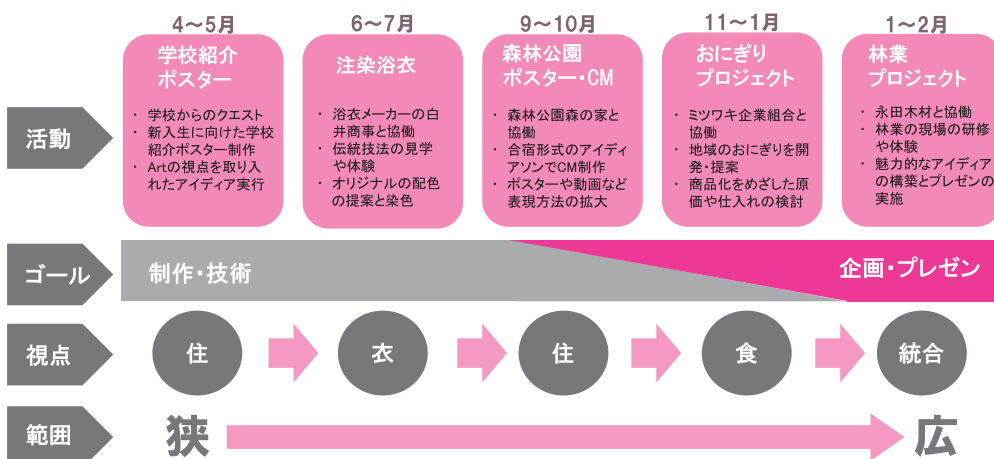 4～5月
6～7月
9～10月
11～1月
1～2月
活動
学校紹介
ポスター
・ 学校からのクエスト
・ 新入生に向けた学校
紹介ポスター制作
・ Artの視点を取り入
れたアイディア実行
注染浴衣
・ 浴衣メーカーの白
井商事と協働
・ 伝統技法の見学
や体験
・ オリジナルの配色
の提案と染色
森林公園
ポスター・CM
・ 森林公園森の家と
協働
・ 合宿形式のアイディ
アソンでCM制作
・ ポスターや動画など
表現方法の拡大
おにぎり
プロジェクト
・ ミツワキ企業組合と
協働
・ 地域のおにぎりを開
発・提案
・ 商品化をめざした原
価や仕入れの検討
林業
プロジェクト
・ 永田木材と協働
・ 林業の現場の研修
や体験
・ 魅力的なアイディア
の構築とプレゼンの
実施
ゴール
制作・技術
企画・プレゼン
視点
住
衣
住
食
統合
範囲
狭
広